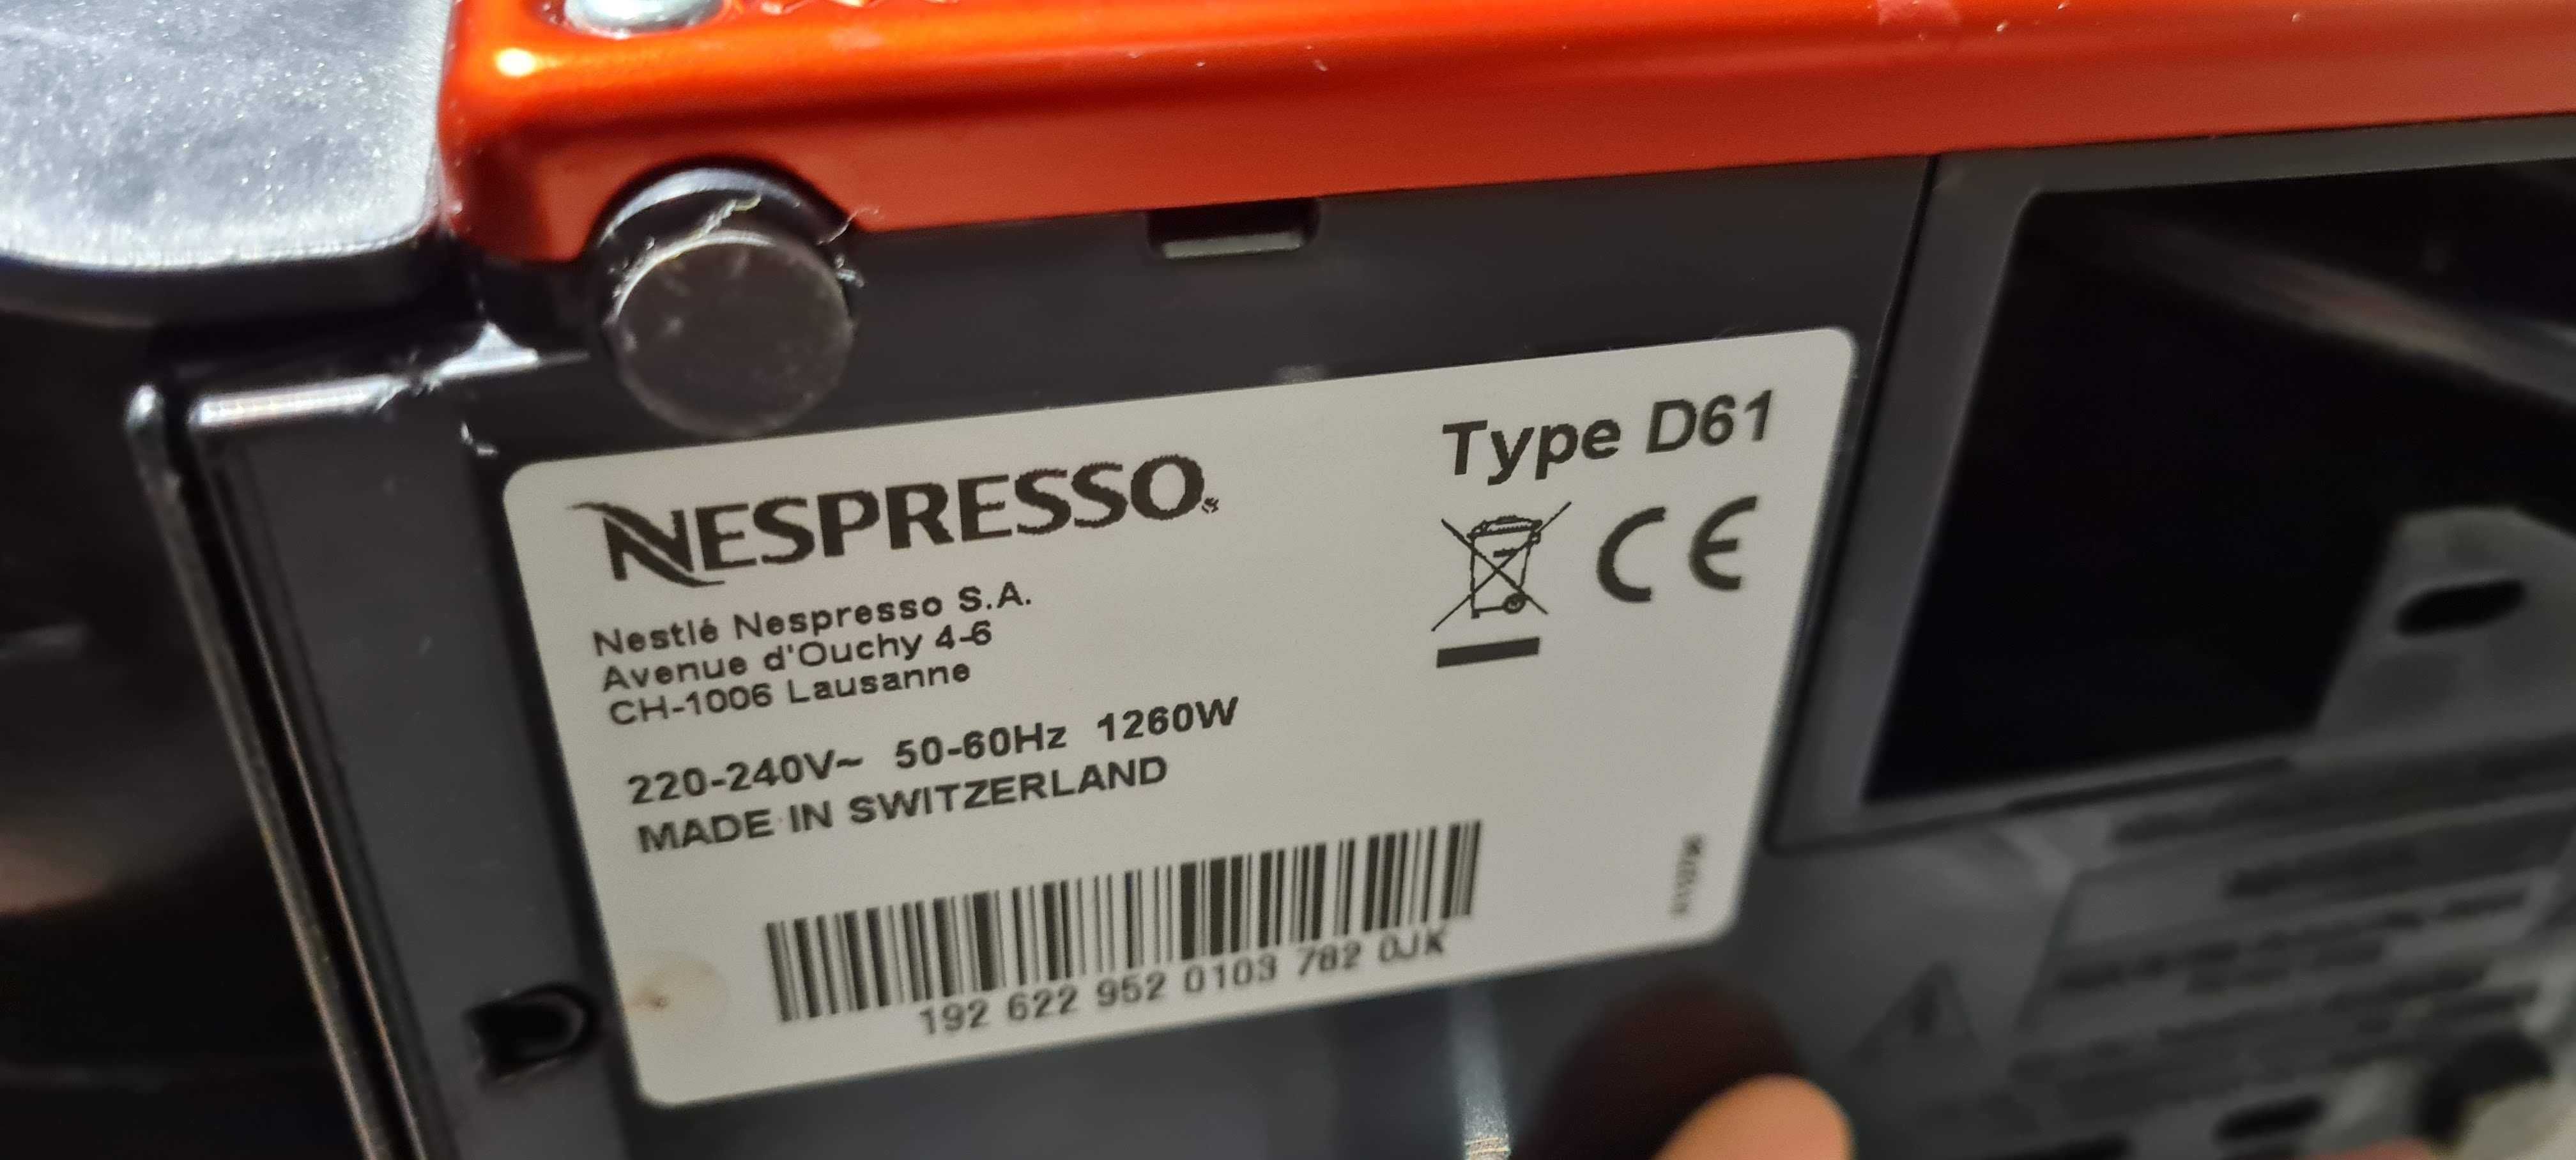 Type D61
NESPRESSO
CE
Nestlé Nespresso S.A.
Avenue d'Ouchy 4-6
CH-1006 Lausanne
220-240V~ 50-60Hz 1260W
MADE IN SWITZERLAND
192 622 952 0103 782 0JK